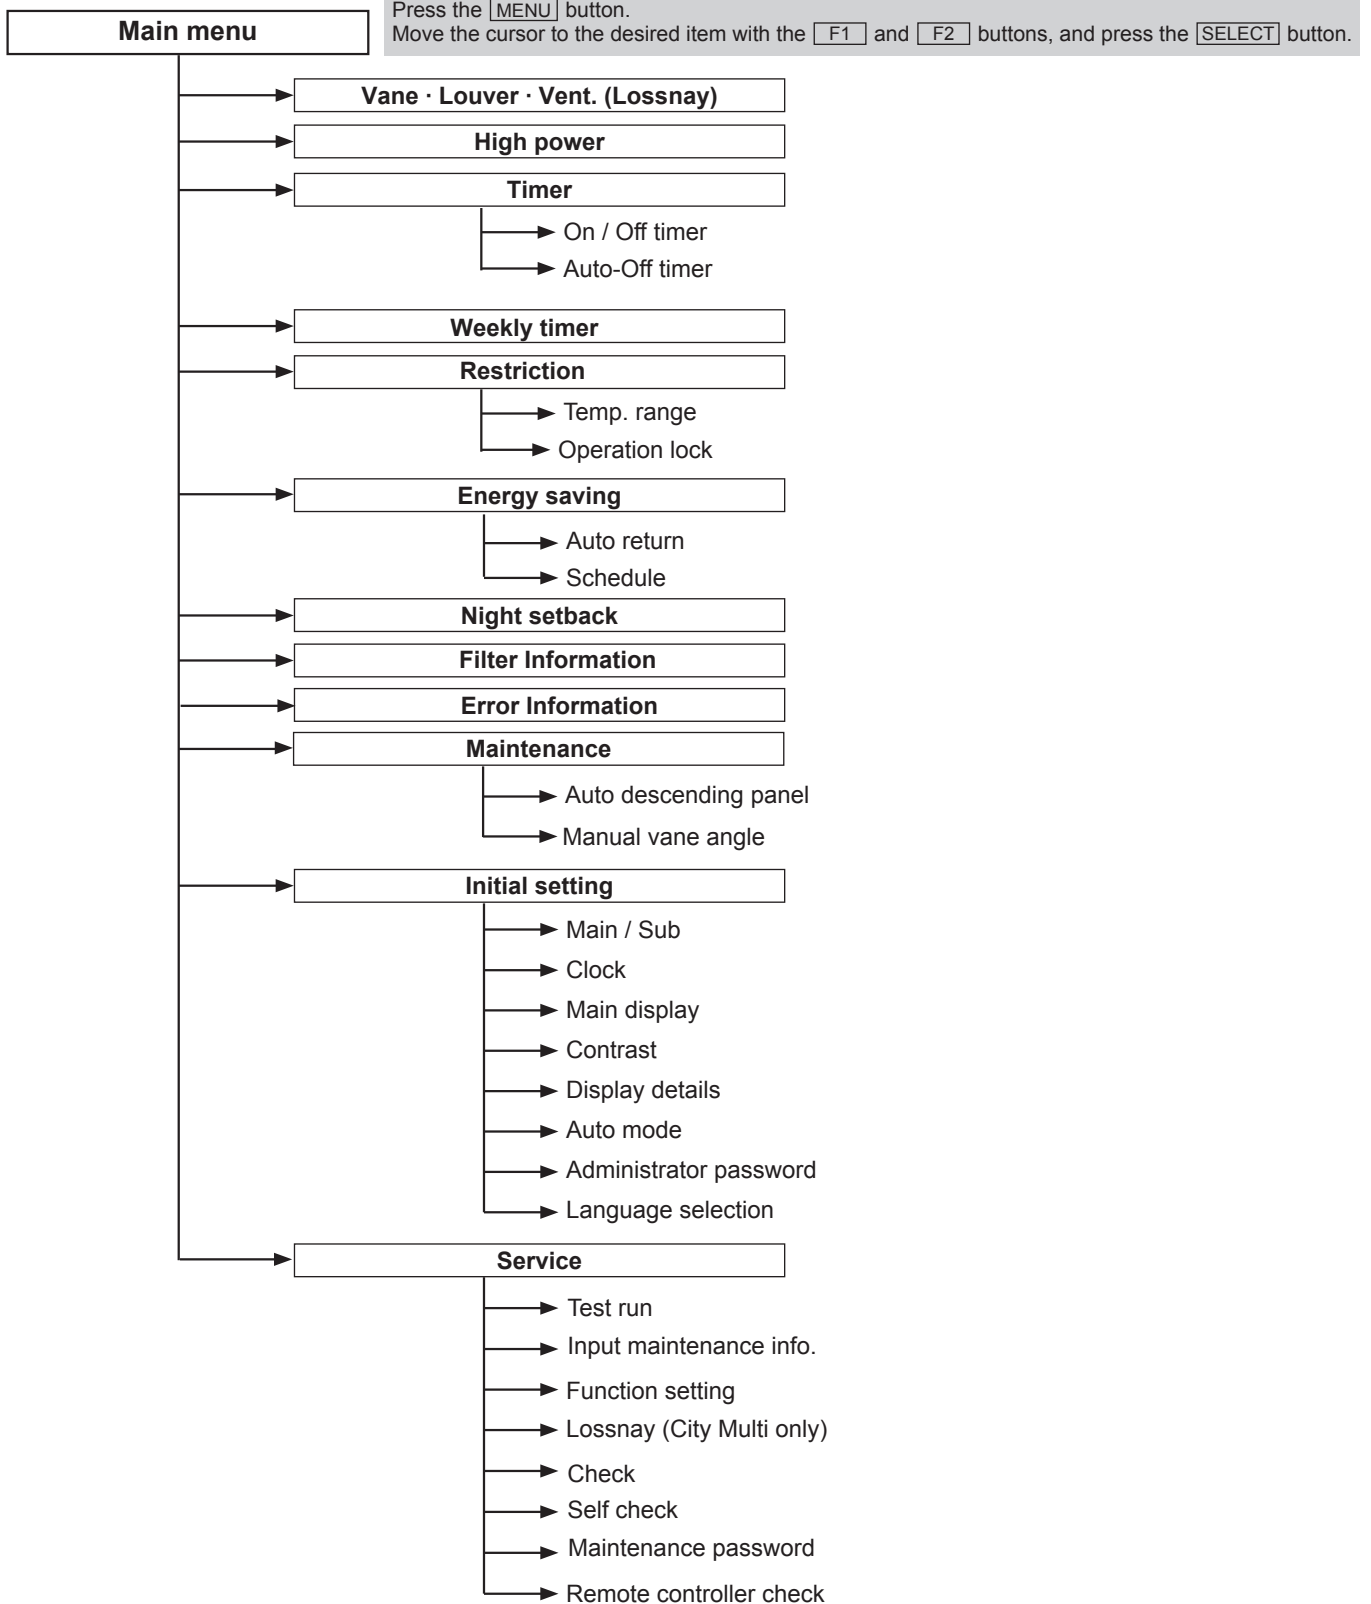 Press the MENU button.
Main menu
Move the cursor to the desired item with the F1 and F2 buttons, and press the SELECT button.
Vane · Louver · Vent. (Lossnay)
High power
Timer
On / Off timer
Auto-Off timer
Weekly timer
Restriction
Temp. range
Operation lock
Energy saving
Auto return
Schedule
Night setback
Filter Information
Error Information
Maintenance
Auto descending panel
Manual vane angle
Initial setting
Main / Sub
Clock
Main display
Contrast
Display details
Auto mode
Administrator password
Language selection
Service
Test run
Input maintenance info.
Function setting
Lossnay (City Multi only)
Check
Self check
Maintenance password
Remote controller check